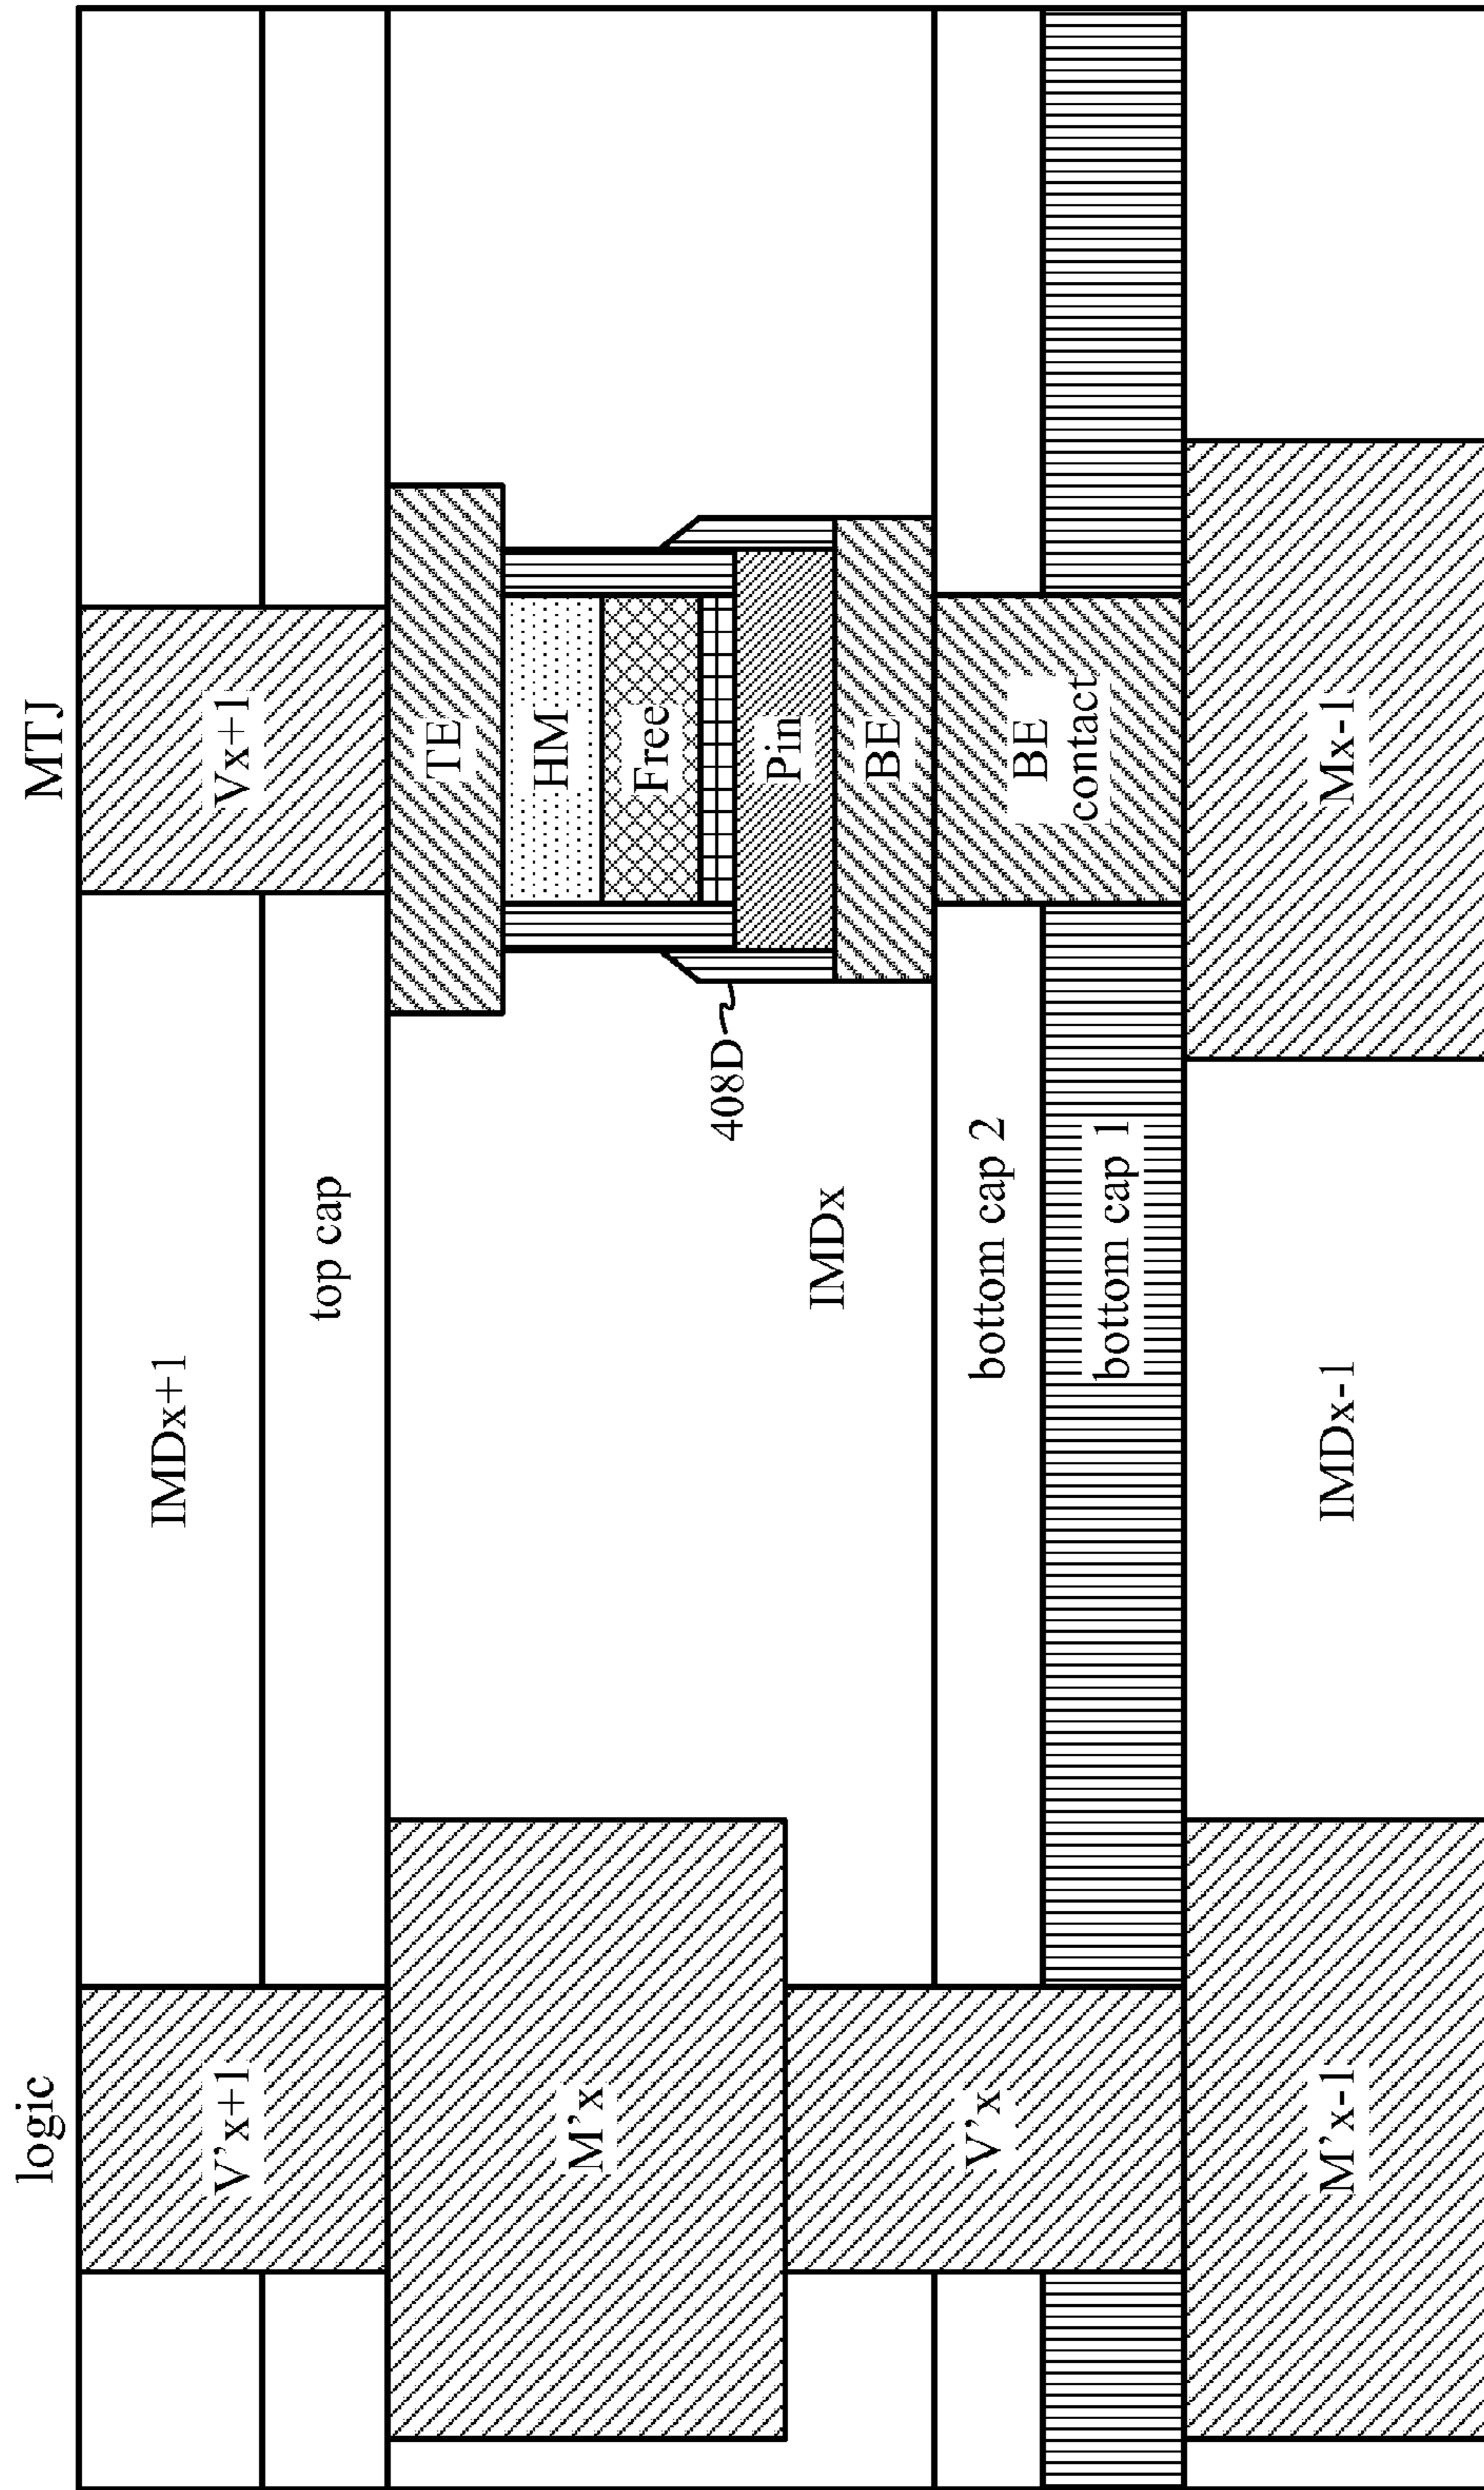 logic
MTJ
V’x+1
IMDx+1
Vx+1
top cap
TE
HM
M’x
Free
408D
Pin
IMDx
BE
V’x
bottom cap 2
BE
contact
bottom cap 1
M’x-1
IMDx-1
Mx-1